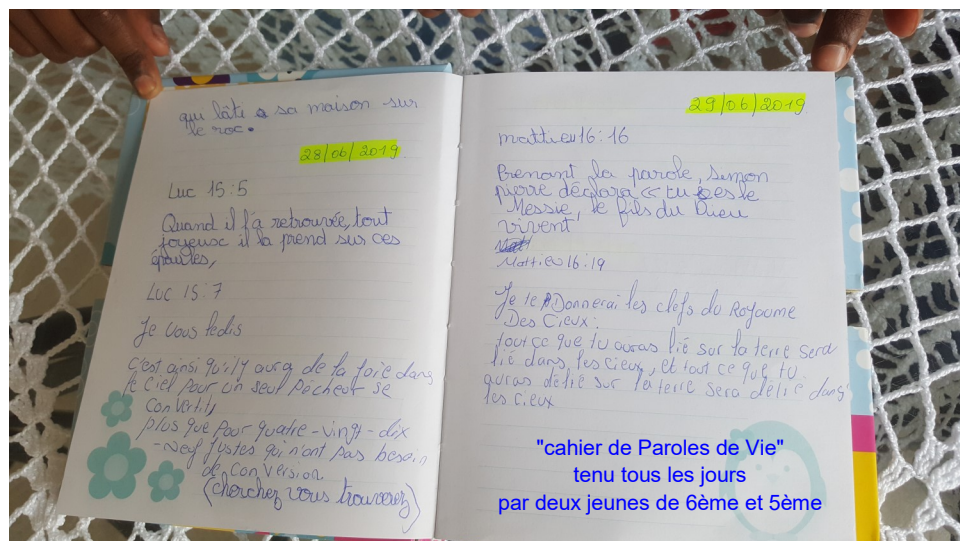 qui bâti sa maison sur
le roc.
28/06/2019.
Luc 15:5
Quand il l'a retrouvée, tout
joyeux il la prend sur ces
épaules,
Luc 15:7
Je vous ledis
c'est ainsi qu'il y aura de la joie dans
le ciel pour un seul pécheur se
convertit,
plus que pour quatre-vingt-dix
-neuf justes qui n'ont pas besoin
de conversion
(cherchez vous trouverez)
29/06/2019
mattieu 16:16
Prenant la parole, simon
pierre déclara « tu es le
Messie, le fils du Dieu
vivent
Mattieu 16:19
Je te Donnerai les clefs du Royaume
Des Cieux:
tout ce que tu auras lié sur la terre sera
lié dans les cieux, et tout ce que tu
auras délié sur la terre sera délié dans
les cieux
"cahier de Paroles de Vie"
tenu tous les jours
par deux jeunes de 6ème et 5ème